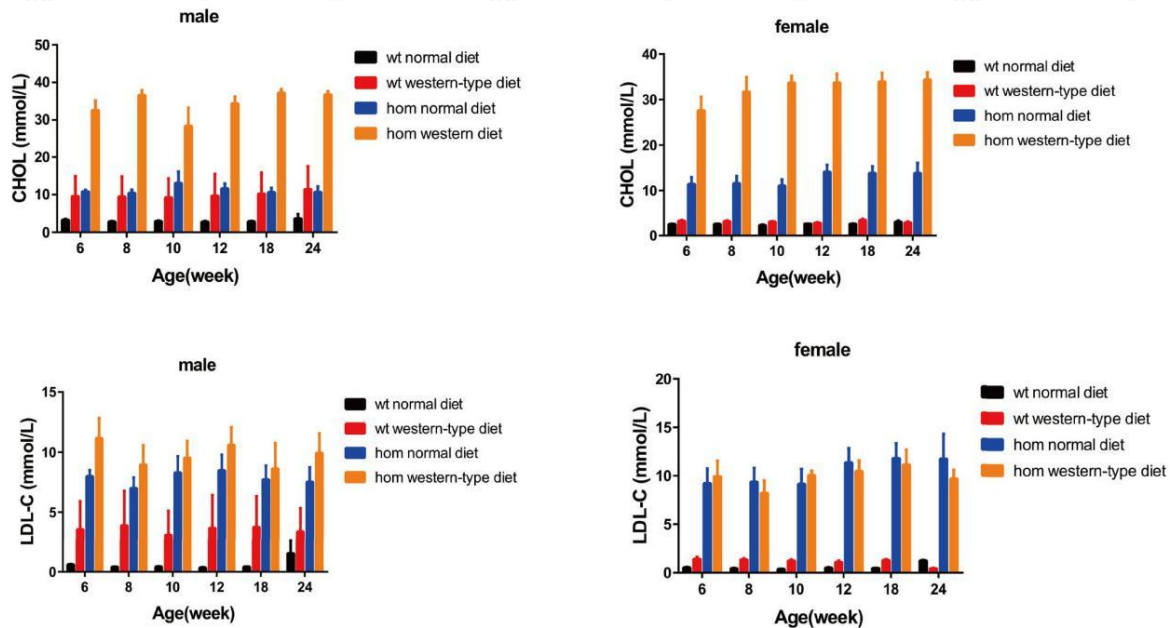 male
50
40
30
20
10
0
CHOL (mmol/L)
6 8 10 12 18 24
Age(week)
wt normal diet
wt western-type diet
hom normal diet
hom western diet
female
40
30
20
10
0
CHOL (mmol/L)
6 8 10 12 18 24
Age(week)
wt normal diet
wt western-type diet
hom normal diet
hom western-type diet
male
15
10
5
0
LDL-C (mmol/L)
6 8 10 12 18 24
Age(week)
wt normal diet
wt western-type diet
hom normal diet
hom western-type diet
female
20
15
10
5
0
LDL-C (mmol/L)
6 8 10 12 18 24
Age(week)
wt normal diet
wt western-type diet
hom normal diet
hom western-type diet